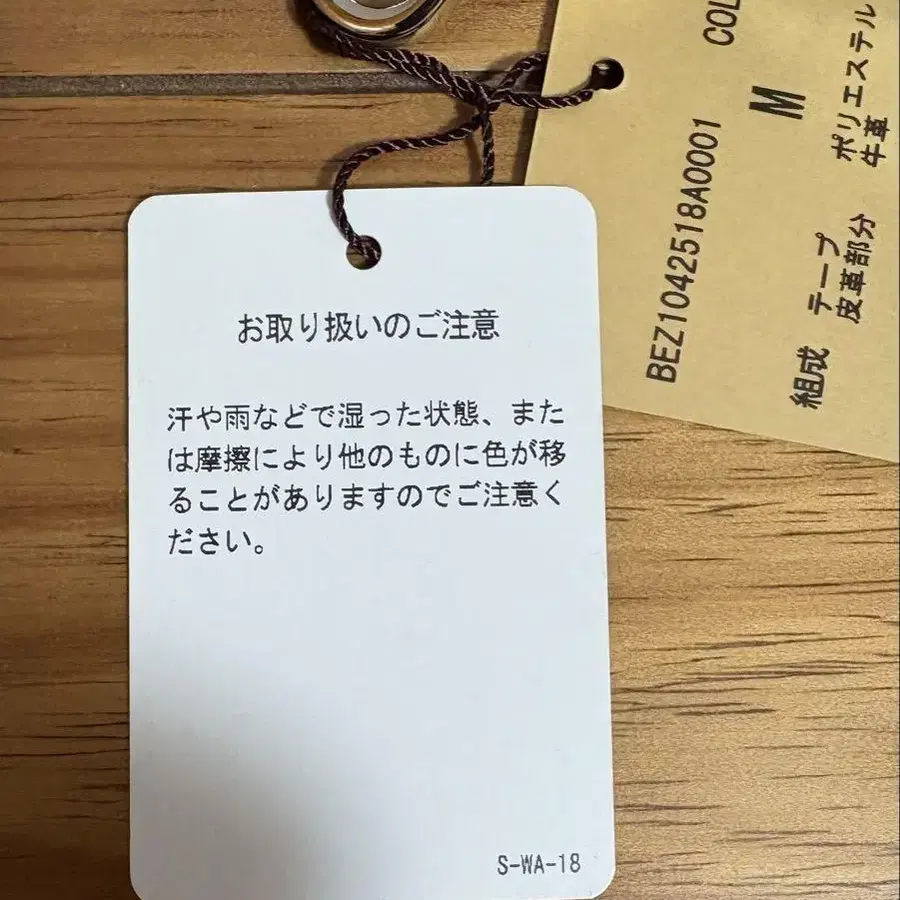 お取り扱いのご注意
汗や雨などで湿った状態、また
は摩擦により他のものに色が移
ることがありますのでご注意く
ださい。
S-WA-18
BEZ1042518A0001
COL
M
組成 テープ ポリエステル
皮革部分 牛革